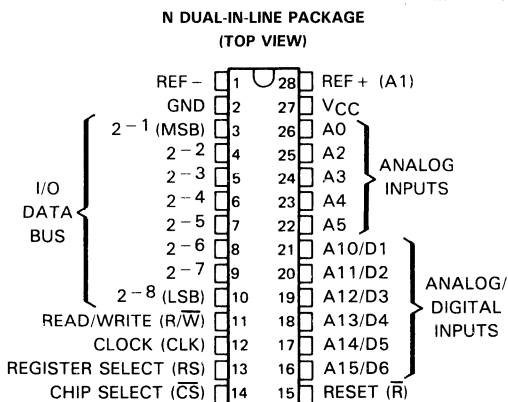 N DUAL-IN-LINE PACKAGE
(TOP VIEW)
REF− 1 28 REF+ (A1)
GND 2 27 VCC
2−1 (MSB) 3 26 A0
2−2 4 25 A2
2−3 5 24 A3
2−4 6 23 A4
2−5 7 22 A5
2−6 8 21 A10/D1
2−7 9 20 A11/D2
2−8 (LSB) 10 19 A12/D3
READ/WRITE (R/W̅) 11 18 A13/D4
CLOCK (CLK) 12 17 A14/D5
REGISTER SELECT (RS) 13 16 A15/D6
CHIP SELECT (C̅S̅) 14 15 RESET (R̅)
I/O
DATA
BUS
ANALOG
INPUTS
ANALOG/
DIGITAL
INPUTS